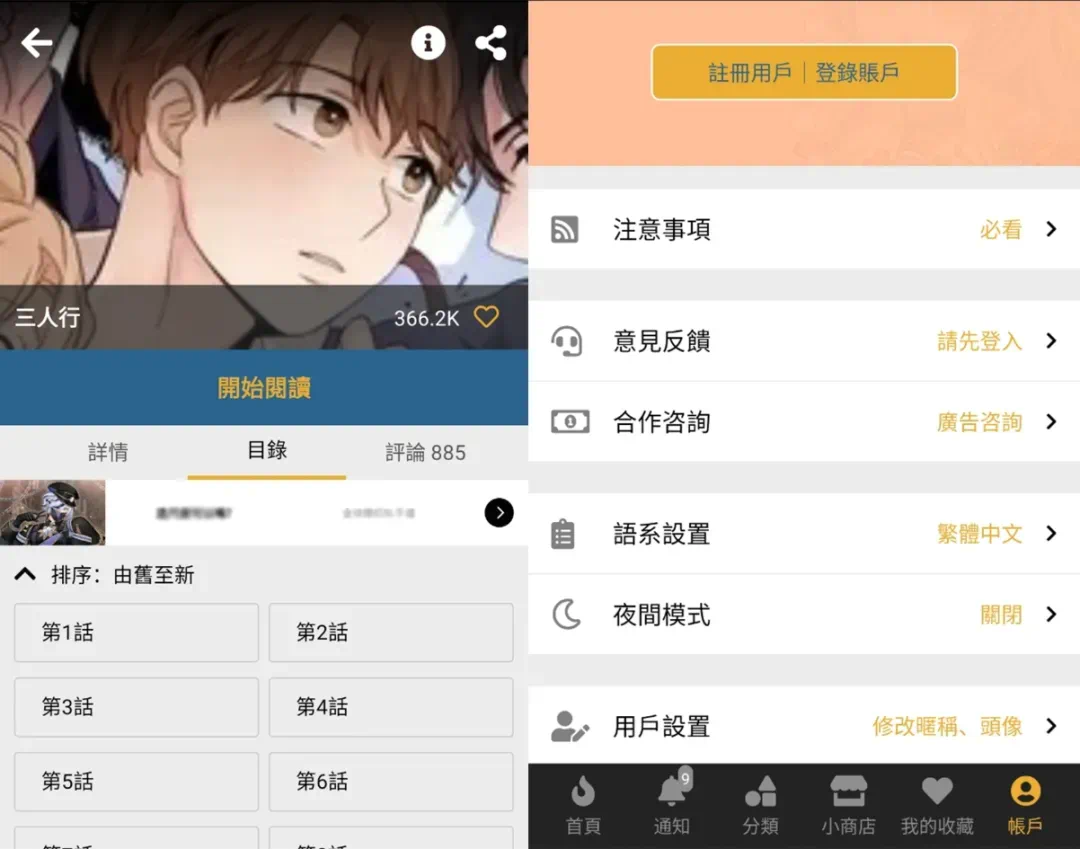 三人行
366.2K
開始閱讀
詳情
目錄
評論 885
排序：由舊至新
第1話
第2話
第3話
第4話
第5話
第6話
註冊用戶｜登錄賬戶
注意事項
必看
意見反饋
請先登入
合作咨詢
廣告咨詢
語系設置
繁體中文
夜間模式
關閉
用戶設置
修改暱稱、頭像
9
首頁
通知
分類
小商店
我的收藏
帳戶